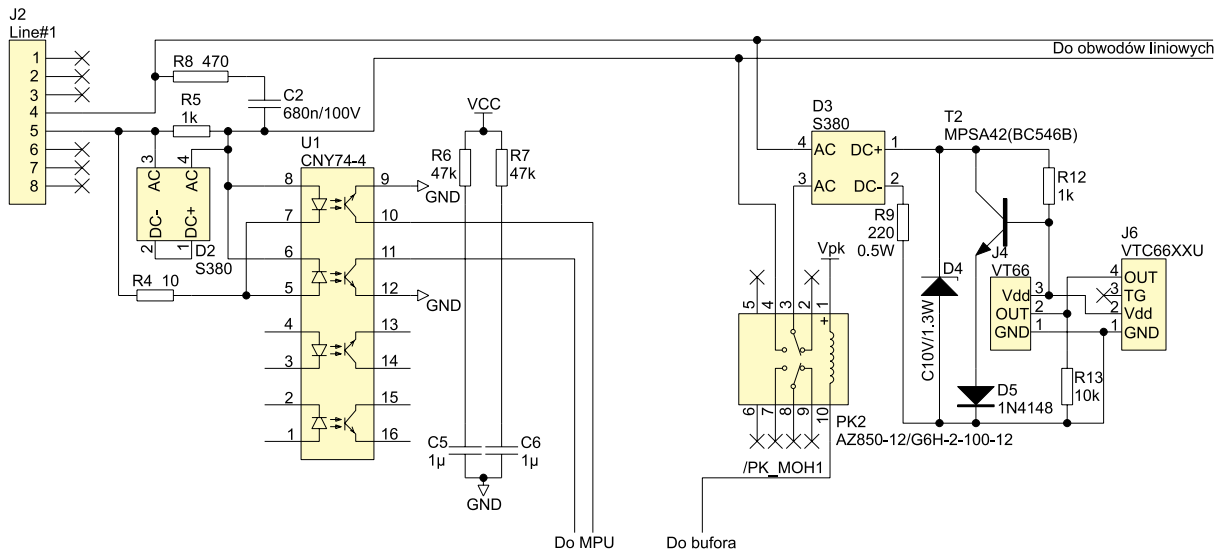 J2
Line#1
1
2
3
4
5
6
7
8
R8 470
C2
680n/100V
R5
1k
3
4
AC
AC
DC-
DC+
2
1
D2
S380
R4 10
U1
CNY74-4
8
9
GND
7
10
6
11
5
12
GND
4
13
3
14
2
15
1
16
VCC
R6
47k
R7
47k
C5
1µ
C6
1µ
GND
Do MPU
Do obwodów liniowych
D3
S380
4
AC
DC+
1
3
AC
DC-
2
R9
220
0.5W
Vpk
5
4
3
2
1
+
6
7
8
9
10
PK2
AZ850-12/G6H-2-100-12
/PK_MOH1
Do bufora
T2
MPSA42(BC546B)
R12
1k
D4
C10V/1.3W
J4
VT66
Vdd
3
OUT
2
GND
1
J6
VTC66XXU
4
OUT
3
TG
2
Vdd
1
GND
R13
10k
D5
1N4148